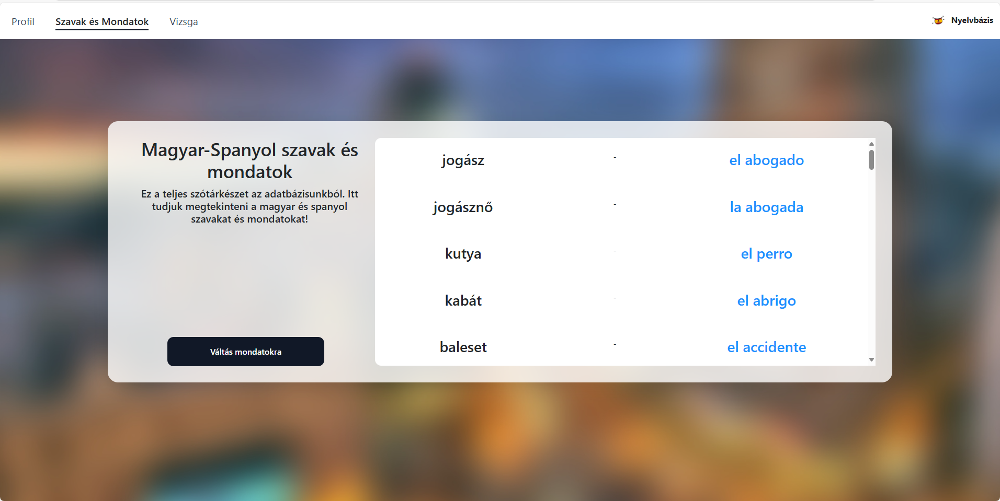 Profil
Szavak és Mondatok
Vizsga
Nyelvbázis
Magyar-Spanyol szavak és
mondatok
Ez a teljes szótárkészet az adatbázisunkból. Itt
tudjuk megtekinteni a magyar és spanyol
szavakat és mondatokat!
Váltás mondatokra
jogász - el abogado
jogásznő - la abogada
kutya - el perro
kabát - el abrigo
baleset - el accidente